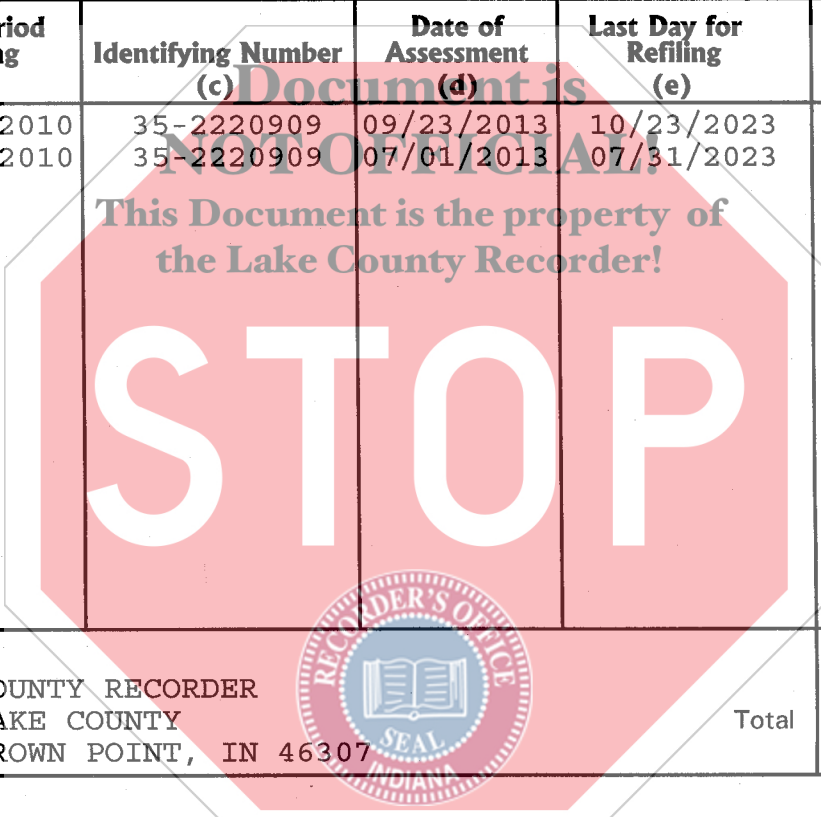 riod Date of Last Day for
g Identifying Number Assessment Refiling
(c) (d) (e)
Document is
2010 35-2220909 09/23/2013 10/23/2023
NOT OFFICIAL!
2010 35-2220909 07/01/2013 07/31/2023
This Document is the property of
the Lake County Recorder!
STOP
RECORDER'S OFFICE
SEAL
INDIANA
OUNTY RECORDER
AKE COUNTY Total
ROWN POINT, IN 46307